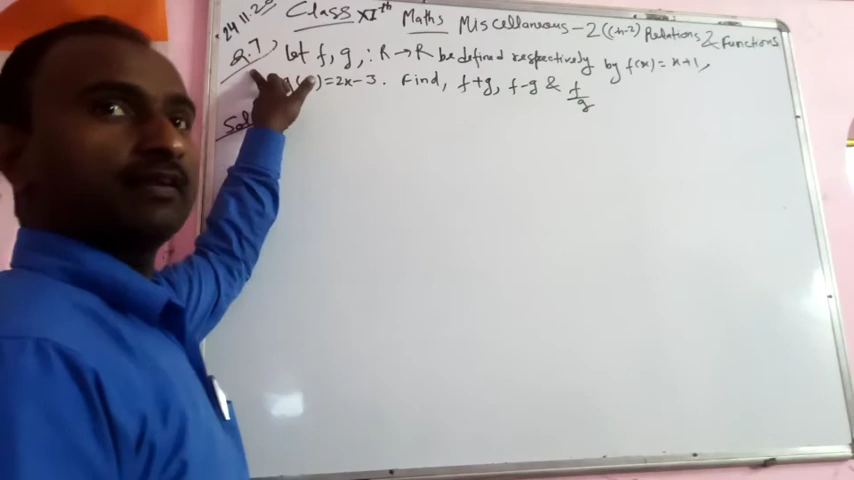 24.11.20
Class XIth Maths Miscellaneous - 2 (Ch-2) Relations & Functions
Q.7) Let f, g, : R → R be defined respectively by f(x) = x+1,
g( ) = 2x - 3. Find, f+g, f-g & f/g
Sol